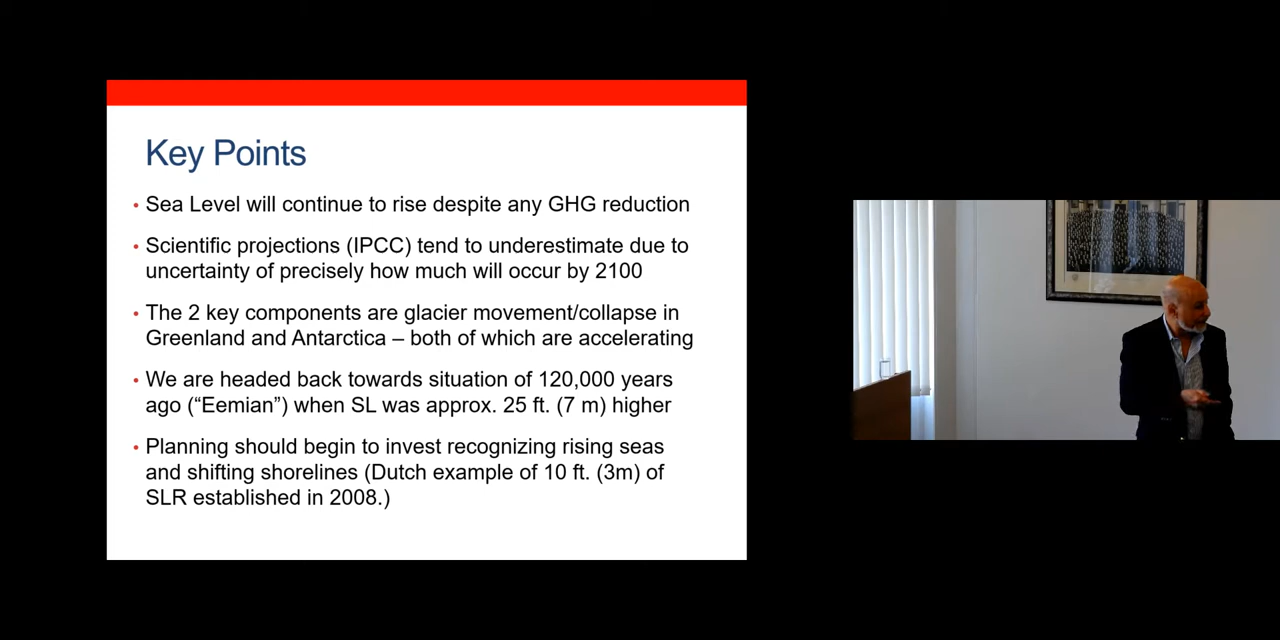 Key Points
• Sea Level will continue to rise despite any GHG reduction
• Scientific projections (IPCC) tend to underestimate due to
uncertainty of precisely how much will occur by 2100
• The 2 key components are glacier movement/collapse in
Greenland and Antarctica – both of which are accelerating
• We are headed back towards situation of 120,000 years
ago (“Eemian”) when SL was approx. 25 ft. (7 m) higher
• Planning should begin to invest recognizing rising seas
and shifting shorelines (Dutch example of 10 ft. (3m) of
SLR established in 2008.)